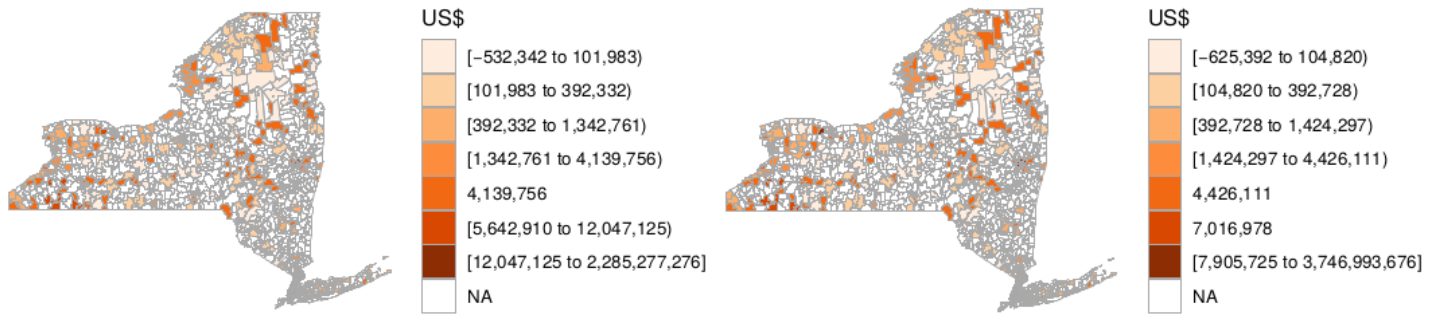 US$
[−532,342 to 101,983)
[101,983 to 392,332)
[392,332 to 1,342,761)
[1,342,761 to 4,139,756)
4,139,756
[5,642,910 to 12,047,125)
[12,047,125 to 2,285,277,276]
NA
US$
[−625,392 to 104,820)
[104,820 to 392,728)
[392,728 to 1,424,297)
[1,424,297 to 4,426,111)
4,426,111
7,016,978
[7,905,725 to 3,746,993,676]
NA